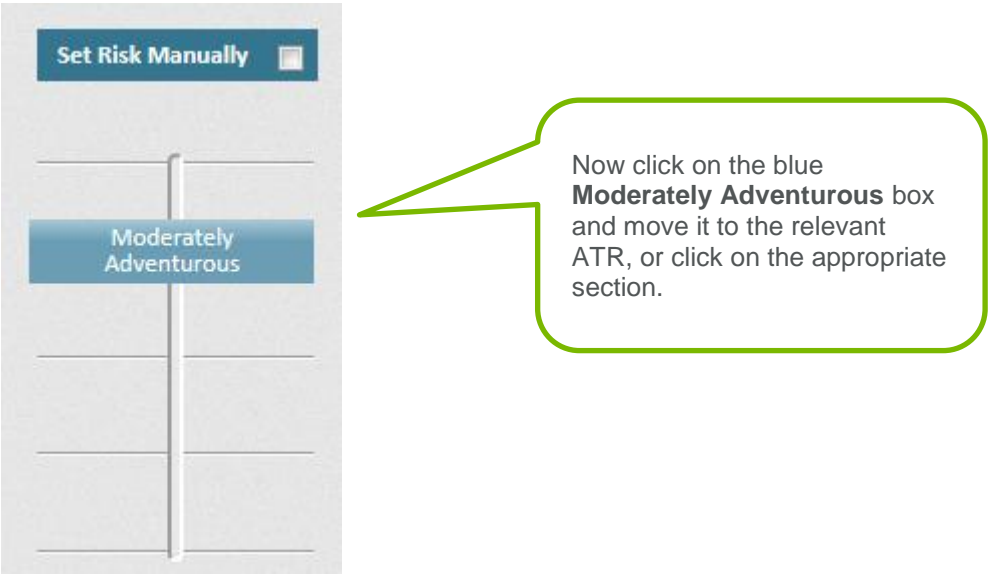 Set Risk Manually
Moderately
Adventurous
Now click on the blue
Moderately Adventurous box
and move it to the relevant
ATR, or click on the appropriate
section.